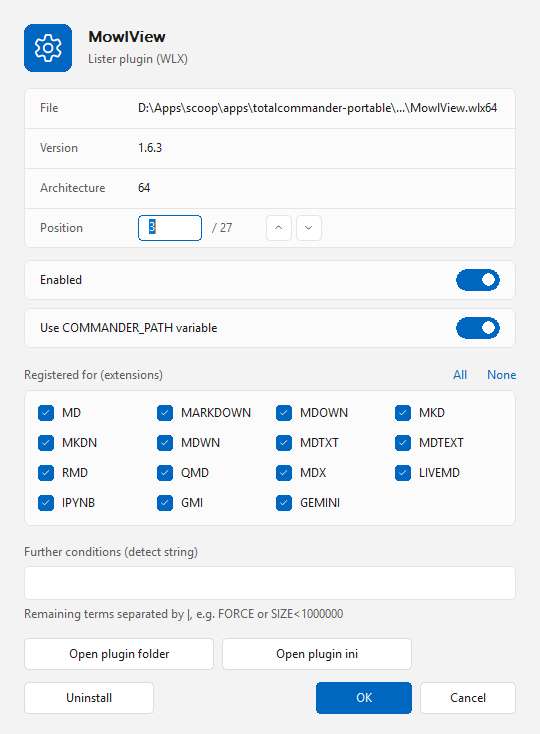 MowlView
Lister plugin (WLX)
File D:\Apps\scoop\apps\totalcommander-portable\...\MowlView.wlx64
Version 1.6.3
Architecture 64
Position 3 / 27
Enabled
Use COMMANDER_PATH variable
Registered for (extensions) All None
MD MARKDOWN MDOWN MKD
MKDN MDWN MDTXT MDTEXT
RMD QMD MDX LIVEMD
IPYNB GMI GEMINI
Further conditions (detect string)
Remaining terms separated by |, e.g. FORCE or SIZE<1000000
Open plugin folder Open plugin ini
Uninstall OK Cancel